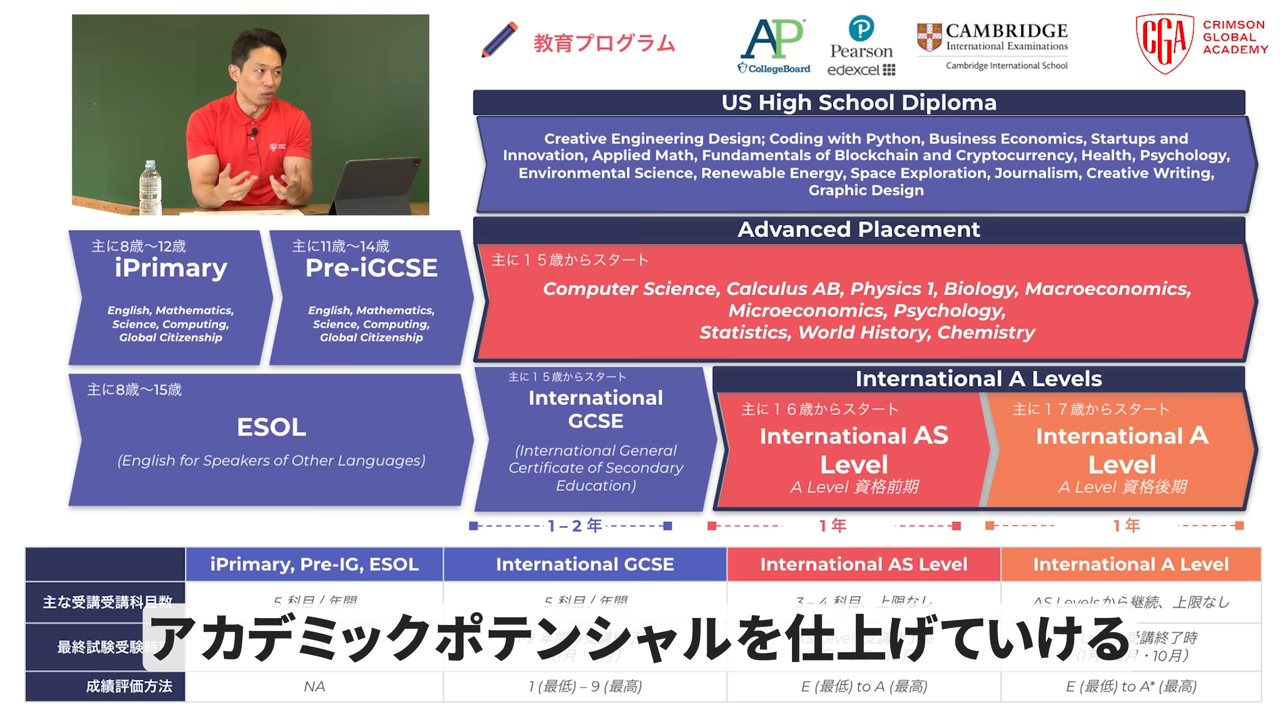 教育プログラム
AP
CollegeBoard
Pearson
edexcel
CAMBRIDGE
International Examinations
Cambridge International School
CGA
CRIMSON
GLOBAL
ACADEMY
US High School Diploma
Creative Engineering Design; Coding with Python, Business Economics, Startups and
Innovation, Applied Math, Fundamentals of Blockchain and Cryptocurrency, Health, Psychology,
Environmental Science, Renewable Energy, Space Exploration, Journalism, Creative Writing,
Graphic Design
Advanced Placement
主に15歳からスタート
Computer Science, Calculus AB, Physics 1, Biology, Macroeconomics,
Microeconomics, Psychology,
Statistics, World History, Chemistry
主に8歳〜12歳
iPrimary
English, Mathematics,
Science, Computing,
Global Citizenship
主に11歳〜14歳
Pre-iGCSE
English, Mathematics,
Science, Computing,
Global Citizenship
主に8歳〜15歳
ESOL
(English for Speakers of Other Languages)
主に15歳からスタート
International
GCSE
(International General
Certificate of Secondary
Education)
International A Levels
主に16歳からスタート
International AS
Level
A Level 資格前期
主に17歳からスタート
International A
Level
A Level 資格後期
1 – 2 年
1 年
1 年
iPrimary, Pre-IG, ESOL International GCSE International AS Level International A Level
主な受講受講科目数 5 科目 / 年間 5 科目 / 年間 3 – 4 科目、上限なし AS Levelsから継続、上限なし
最終試験受験時 受講終了時
月・10月)
アカデミックポテンシャルを仕上げていける
成績評価方法 NA 1 (最低) – 9 (最高) E (最低) to A (最高) E (最低) to A* (最高)